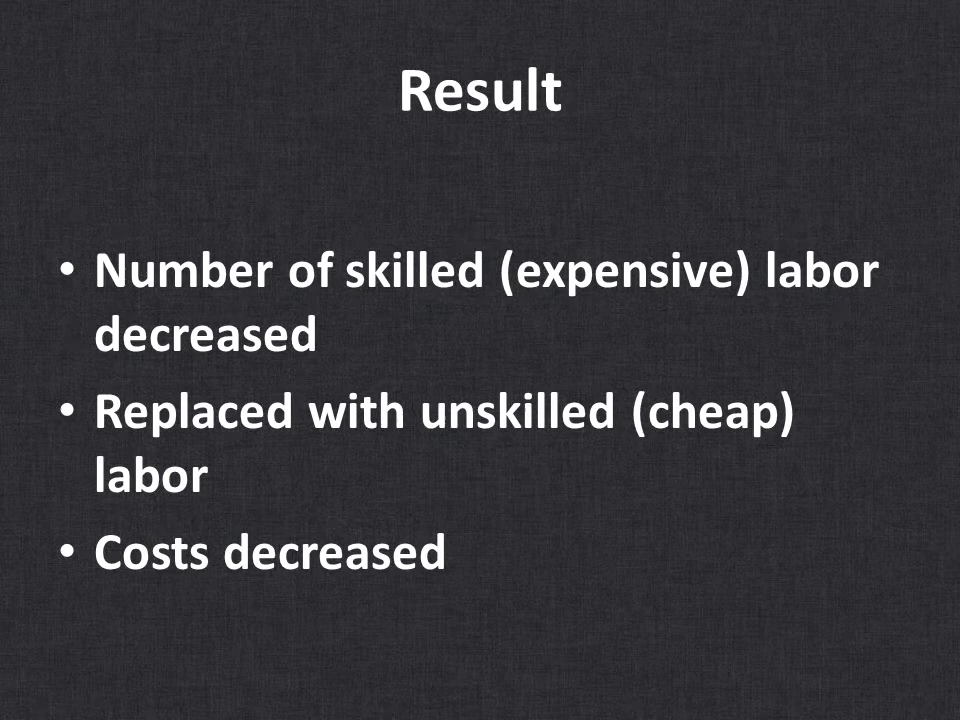 Result
• Number of skilled (expensive) labor
decreased
• Replaced with unskilled (cheap)
labor
• Costs decreased